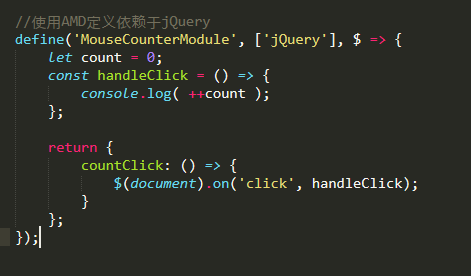 //使用AMD定义依赖于jQuery
define('MouseCounterModule', ['jQuery'], $ => {
    let count = 0;
    const handleClick = () => {
        console.log( ++count );
    };

    return {
        countClick: () => {
            $(document).on('click', handleClick);
        }
    };
});